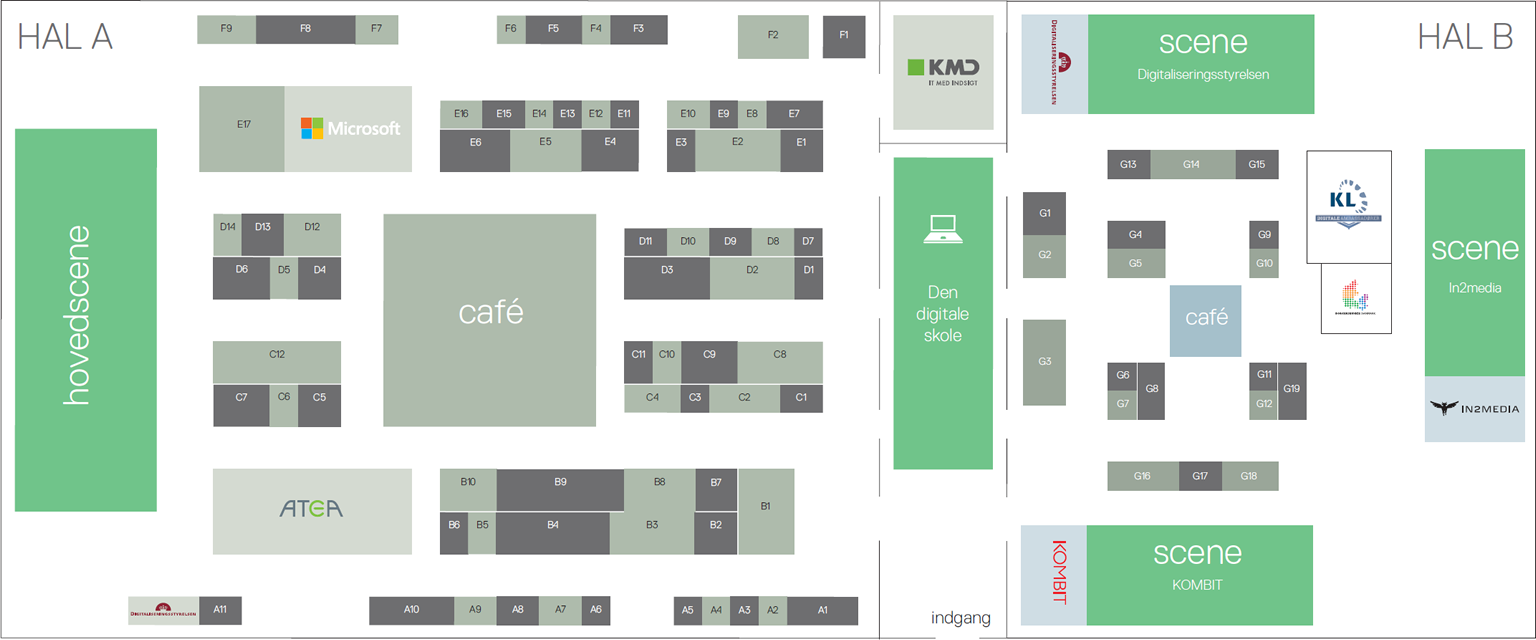 HAL A
HAL B
F9
F8
F7
F6
F5
F4
F3
F2
F1
KMD
IT MED INDSIGT
DIGITALISERINGSSTYRELSEN
scene
Digitaliseringsstyrelsen
E17
Microsoft
E16
E15
E14
E13
E12
E11
E10
E9
E8
E7
E6
E5
E4
E3
E2
E1
hovedscene
D14
D13
D12
D6
D5
D4
café
D11
D10
D9
D8
D7
D3
D2
D1
Den
digitale
skole
C12
C7
C6
C5
C11
C10
C9
C8
C4
C3
C2
C1
ATEA
B10
B9
B8
B7
B1
B6
B5
B4
B3
B2
DIGITALISERINGSSTYRELSEN
A11
A10
A9
A8
A7
A6
A5
A4
A3
A2
A1
indgang
G13
G14
G15
G1
G2
G4
G5
G9
G10
KL
DIGITALE AMBASSADØRER
scene
In2media
café
G3
G6
G7
G8
G11
G12
G19
IN2MEDIA
G16
G17
G18
KOMBIT
scene
KOMBIT